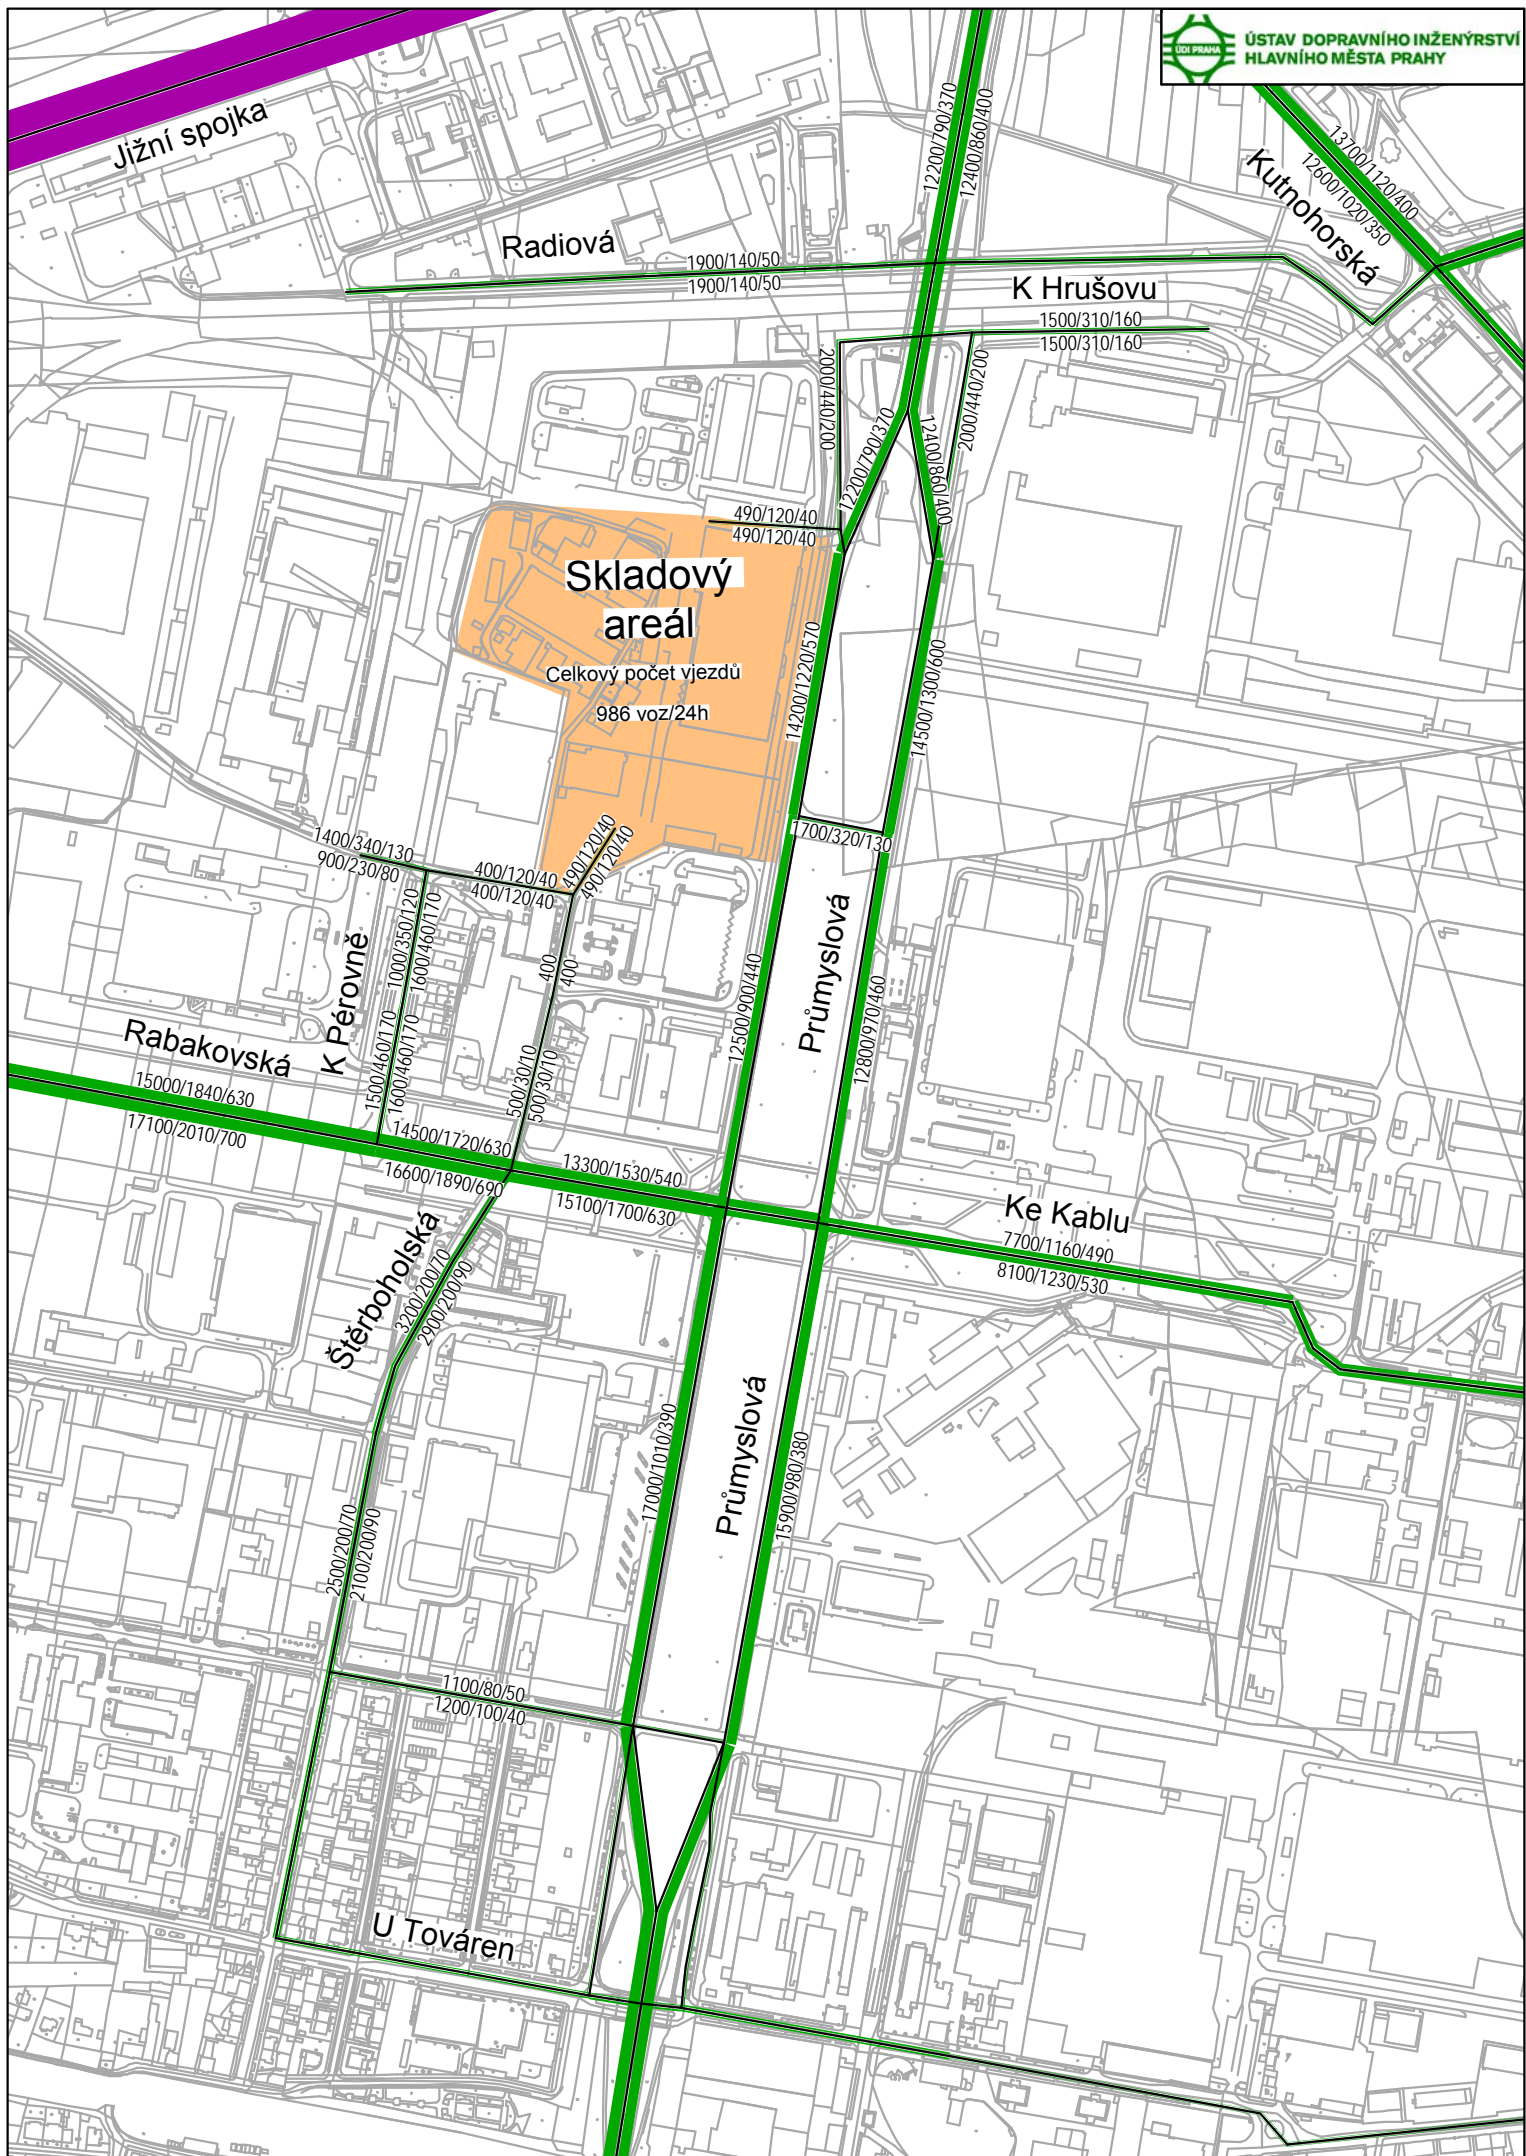 ÚDI PRAHA
ÚSTAV DOPRAVNÍHO INŽENÝRSTVÍ
HLAVNÍHO MĚSTA PRAHY
Jižní spojka
12200/790/370
12400/860/400
13700/1120/400
12600/1020/350
Kutnohorská
Radiová
1900/140/50
1900/140/50
K Hrušovu
1500/310/160
1500/310/160
2000/440/200
12200/790/370
12400/860/400
2000/440/200
490/120/40
490/120/40
Skladový
areál
Celkový počet vjezdů
986 voz/24h
14200/1220/570
14500/1300/600
1700/320/130
1400/340/130
900/230/80
400/120/40
400/120/40
490/120/40
490/120/40
1000/350/120
1600/460/170
K Pérovně
400
400
12500/900/440
Průmyslová
12800/970/460
Rabakovská
1500/460/170
1600/460/170
500/30/10
500/30/10
15000/1840/630
17100/2010/700
14500/1720/630
16600/1890/690
13300/1530/540
15100/1700/630
Ke Kablu
7700/1160/490
8100/1230/530
Štěrboholská
3200/200/70
2900/200/90
17000/1010/390
Průmyslová
15900/980/380
2500/200/70
2100/200/90
1100/80/50
1200/100/40
U Továren